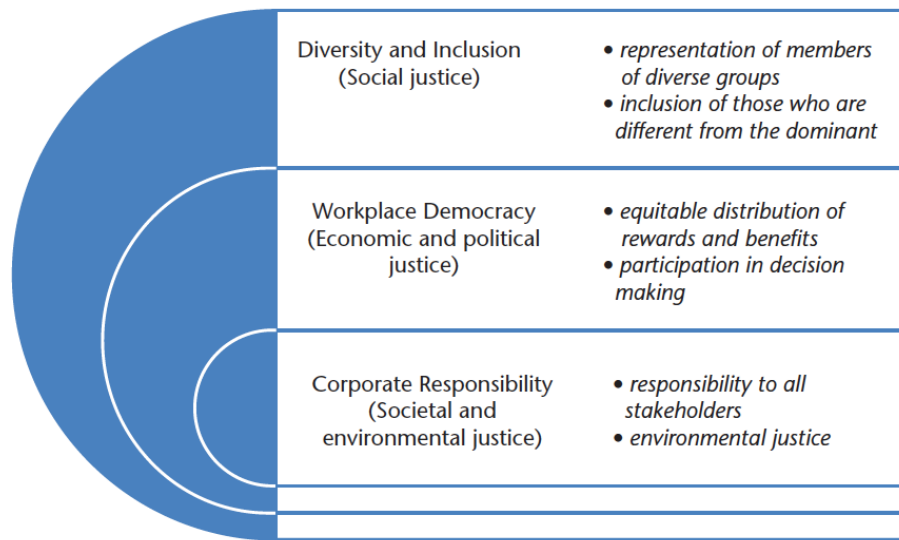 Diversity and Inclusion
(Social justice)
• representation of members
of diverse groups
• inclusion of those who are
different from the dominant
Workplace Democracy
(Economic and political
justice)
• equitable distribution of
rewards and benefits
• participation in decision
making
Corporate Responsibility
(Societal and
environmental justice)
• responsibility to all
stakeholders
• environmental justice